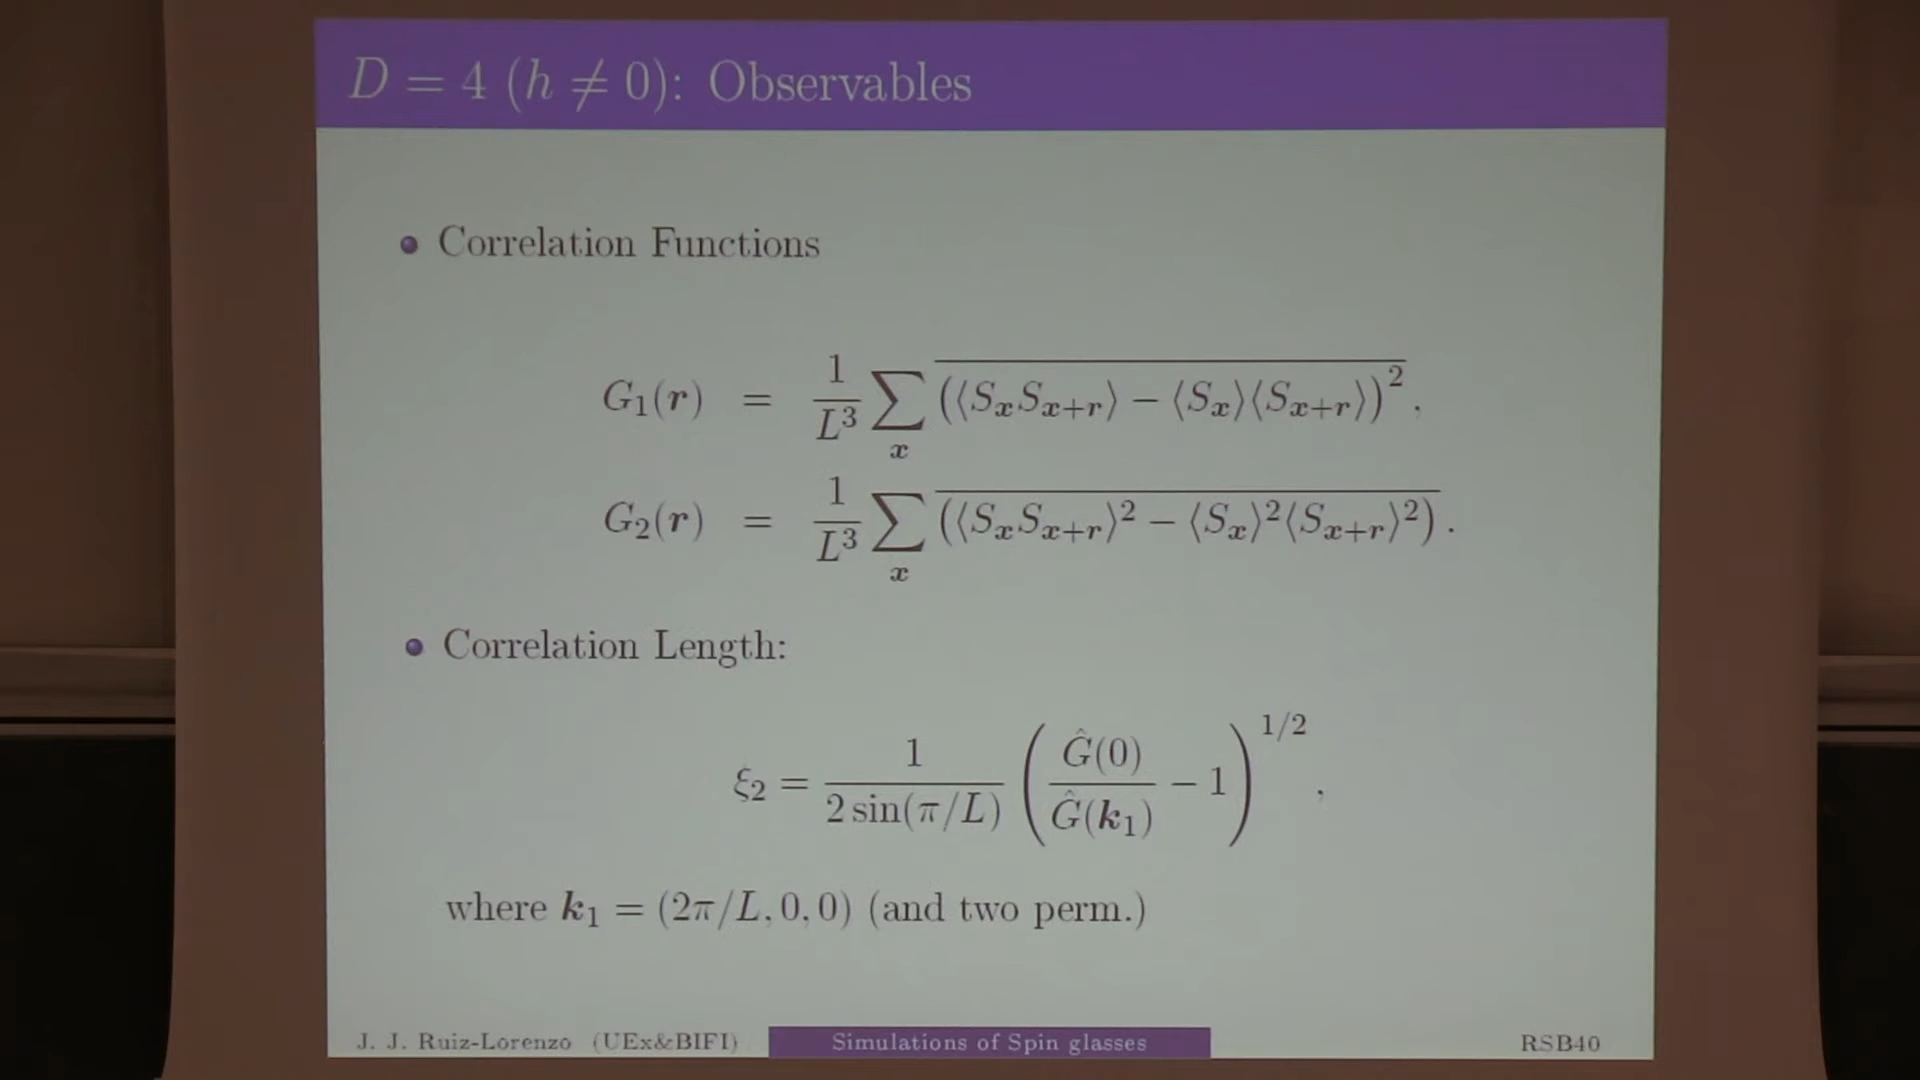 D = 4 (h ≠ 0): Observables
Correlation Functions
G₁(r) = 1/L³ ∑ₓ \overline{(⟨SₓSₓ₊ᵣ⟩ − ⟨Sₓ⟩⟨Sₓ₊ᵣ⟩)²},
G₂(r) = 1/L³ ∑ₓ \overline{(⟨SₓSₓ₊ᵣ⟩² − ⟨Sₓ⟩²⟨Sₓ₊ᵣ⟩²)}.
Correlation Length:
ξ₂ = 1/(2 sin(π/L)) (Ĝ(0)/Ĝ(k₁) − 1)^{1/2},
where k₁ = (2π/L, 0, 0) (and two perm.)
J. J. Ruiz-Lorenzo (UEx&BIFI) Simulations of Spin glasses RSB40